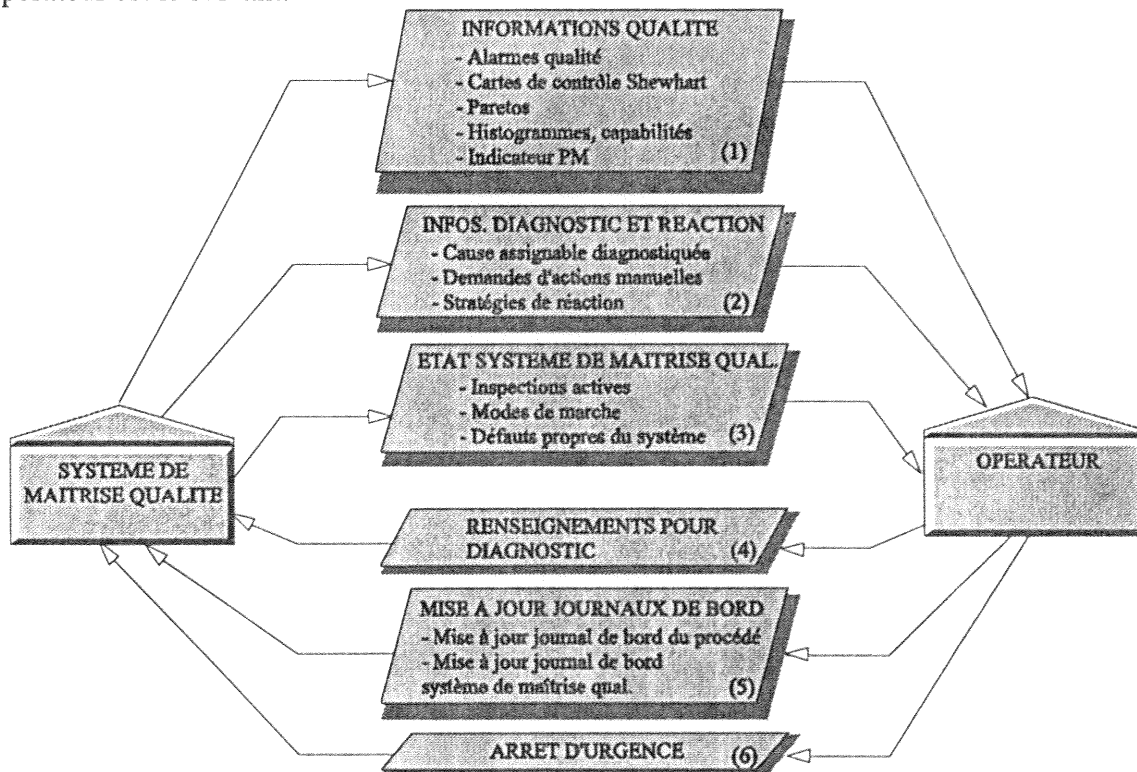 INFORMATIONS QUALITE
- Alarmes qualité
- Cartes de contrôle Shewhart
- Paretos
- Histogrammes, capabilités
- Indicateur PM (1)
INFOS. DIAGNOSTIC ET REACTION
- Cause assignable diagnostiquée
- Demandes d'actions manuelles
- Stratégies de réaction (2)
ETAT SYSTEME DE MAITRISE QUAL.
- Inspections actives
- Modes de marche
- Défauts propres du système (3)
SYSTEME DE
MAITRISE QUALITE
OPERATEUR
RENSEIGNEMENTS POUR
DIAGNOSTIC (4)
MISE A JOUR JOURNAUX DE BORD
- Mise à jour journal de bord du procédé
- Mise à jour journal de bord
système de maîtrise qual. (5)
ARRET D'URGENCE (6)